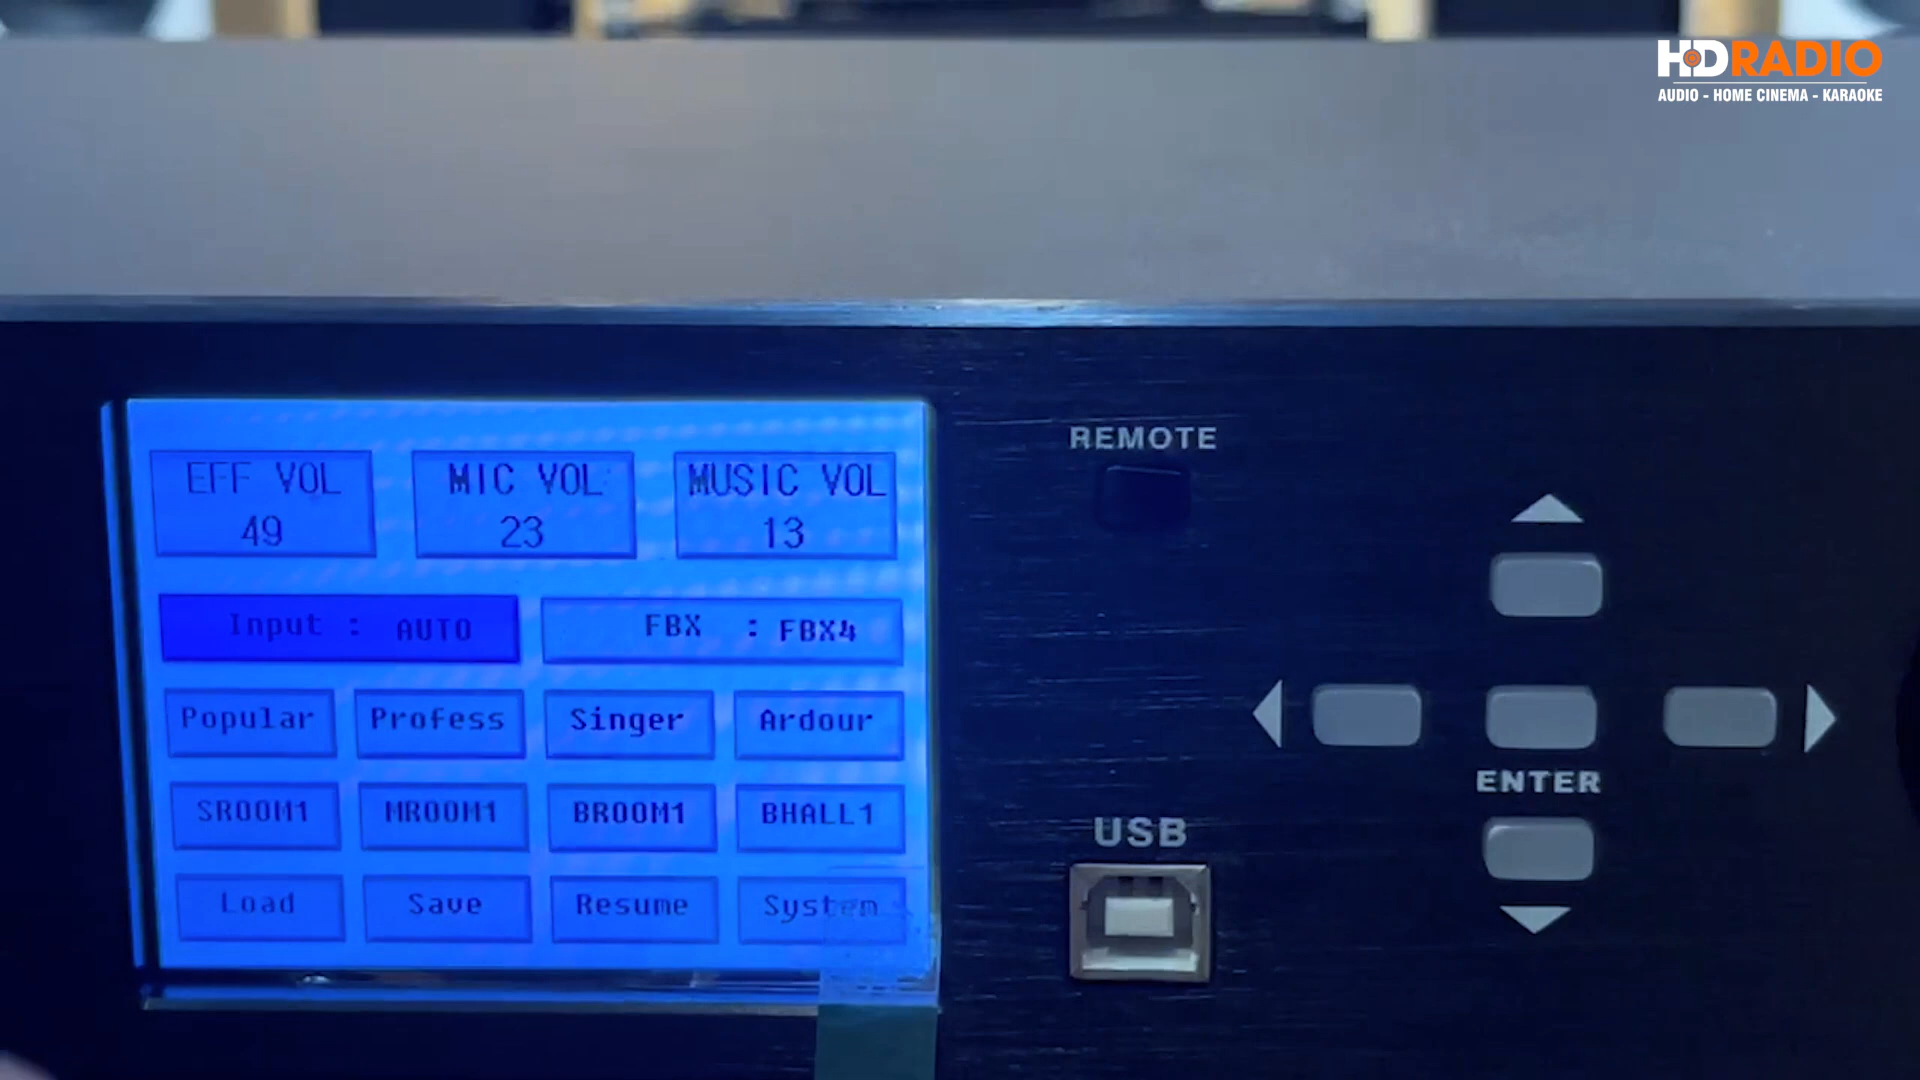 HDRADIO
AUDIO - HOME CINEMA - KARAOKE
EFF VOL
49
MIC VOL
23
MUSIC VOL
13
Input : AUTO
FBX : FBX4
Popular
Profess
Singer
Ardour
SROOM1
MROOM1
BROOM1
BHALL1
Load
Save
Resume
System
REMOTE
ENTER
USB